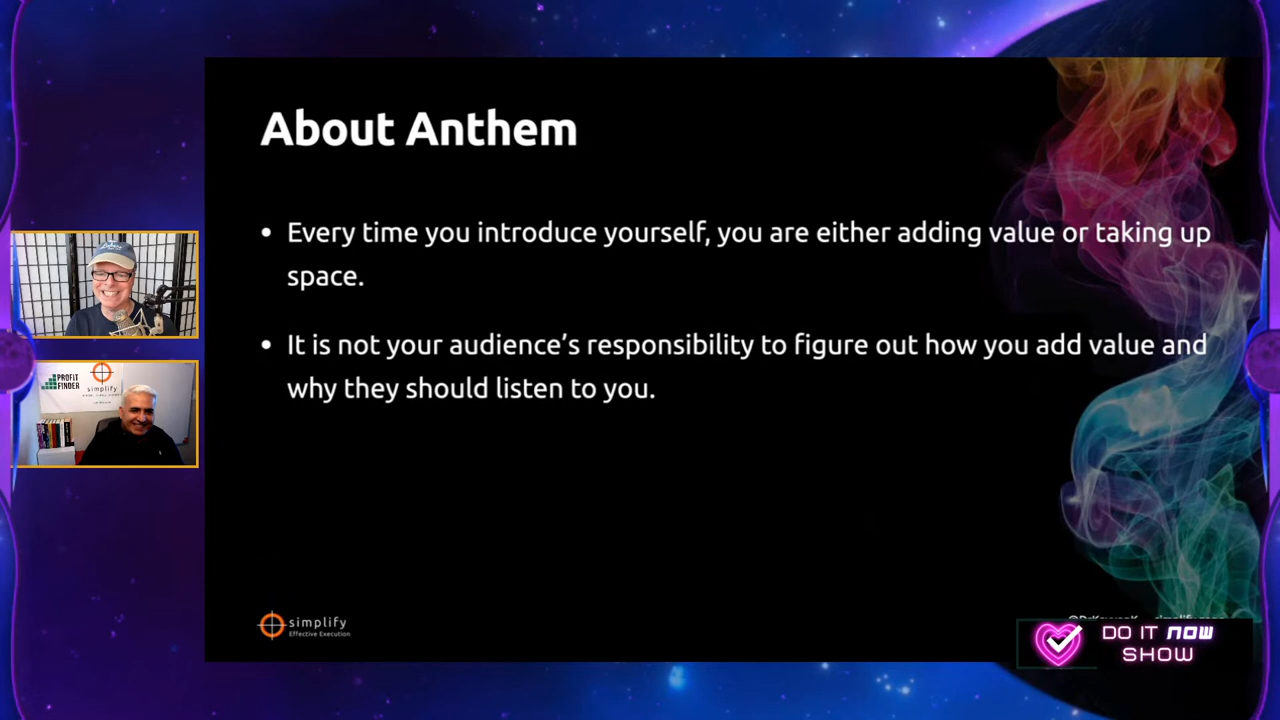 About Anthem
• Every time you introduce yourself, you are either adding value or taking up
space.
• It is not your audience’s responsibility to figure out how you add value and
why they should listen to you.
PROFIT
FINDER
simplify
simplify
Effective Execution
DO IT NOW
SHOW